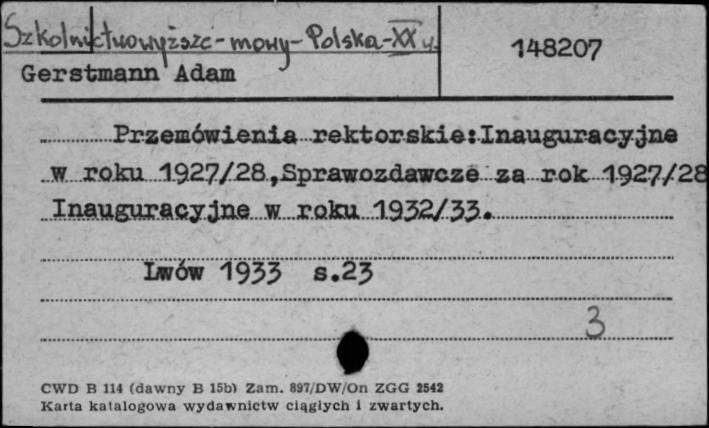 Szkolnictwo wyższe - mowy - Polska - XX w.
148207
Gerstmann Adam
Przemówienia rektorskie:Inauguracyjne
w roku 1927/28.,Sprawozdawcze za rok 1927/28
Inauguracyjne w roku 1932/33.
Lwów 1933 s.23
3
CWD B 114 (dawny B 15b) Zam. 897/DW/On ZGG 2542
Karta katalogowa wydawnictw ciągłych i zwartych.